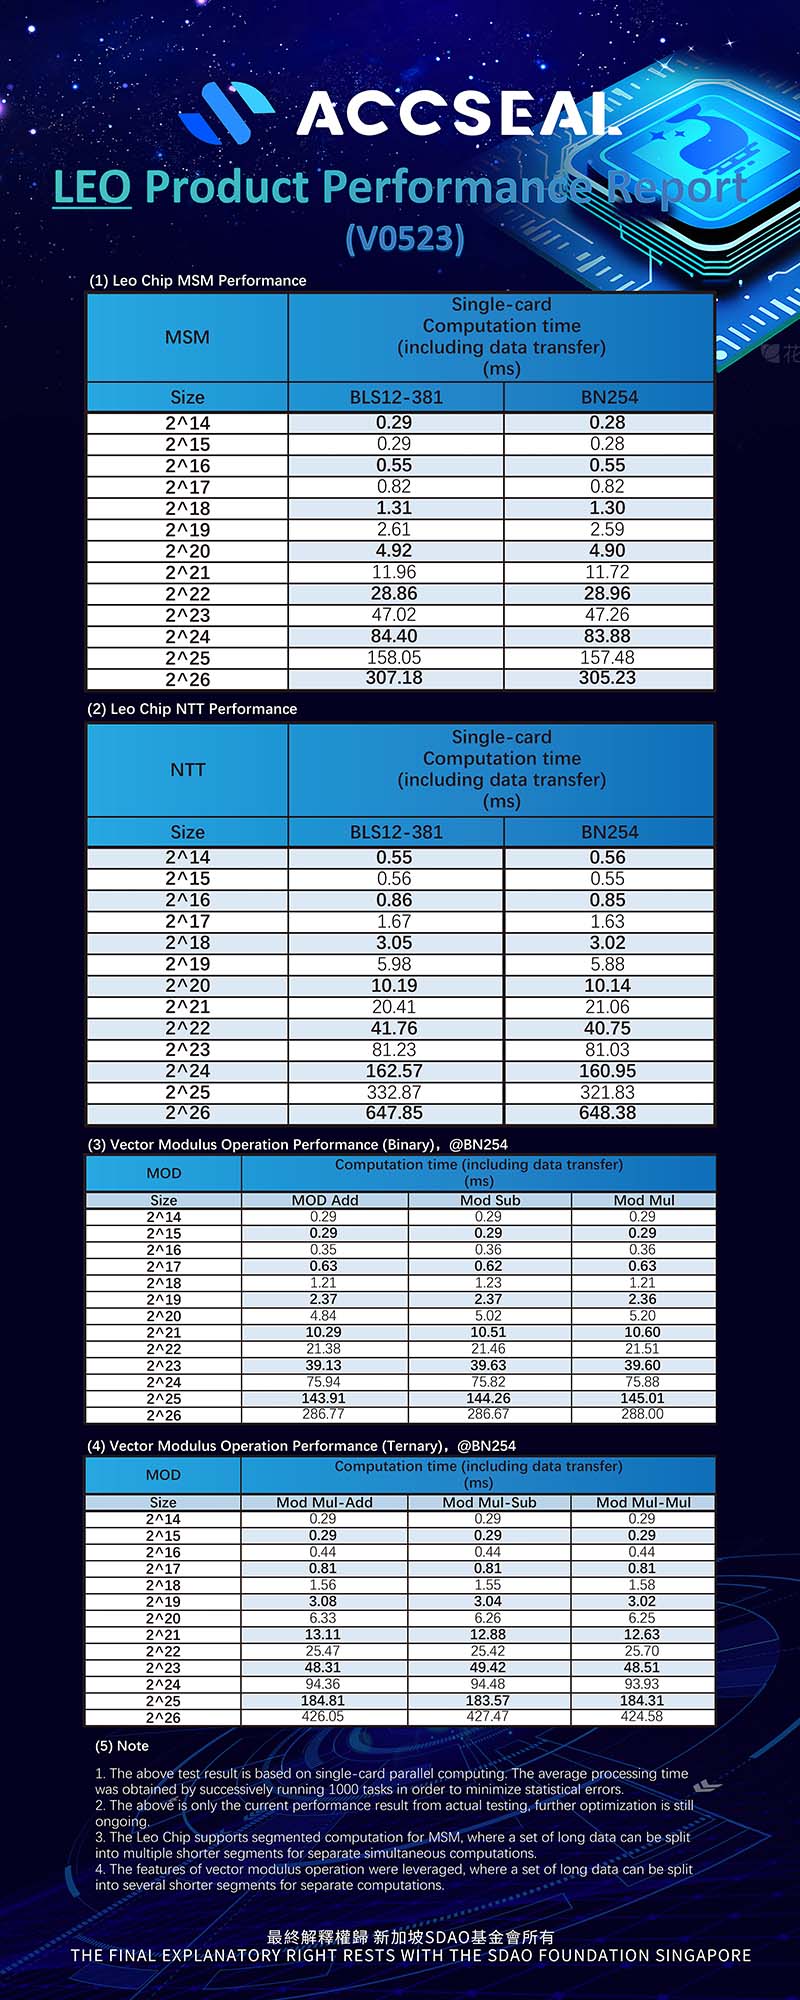 ACCSEAL
LEO Product Performance Report
(V0523)
(1) Leo Chip MSM Performance
MSM
Single-card
Computation time
(including data transfer)
(ms)
Size BLS12-381 BN254
2^14 0.29 0.28
2^15 0.29 0.28
2^16 0.55 0.55
2^17 0.82 0.82
2^18 1.31 1.30
2^19 2.61 2.59
2^20 4.92 4.90
2^21 11.96 11.72
2^22 28.86 28.96
2^23 47.02 47.26
2^24 84.40 83.88
2^25 158.05 157.48
2^26 307.18 305.23
(2) Leo Chip NTT Performance
NTT
Single-card
Computation time
(including data transfer)
(ms)
Size BLS12-381 BN254
2^14 0.55 0.56
2^15 0.56 0.55
2^16 0.86 0.85
2^17 1.67 1.63
2^18 3.05 3.02
2^19 5.98 5.88
2^20 10.19 10.14
2^21 20.41 21.06
2^22 41.76 40.75
2^23 81.23 81.03
2^24 162.57 160.95
2^25 332.87 321.83
2^26 647.85 648.38
(3) Vector Modulus Operation Performance (Binary)，@BN254
MOD
Computation time (including data transfer)
(ms)
Size MOD Add Mod Sub Mod Mul
2^14 0.29 0.29 0.29
2^15 0.29 0.29 0.29
2^16 0.35 0.36 0.36
2^17 0.63 0.62 0.63
2^18 1.21 1.23 1.21
2^19 2.37 2.37 2.36
2^20 4.84 5.02 5.20
2^21 10.29 10.51 10.60
2^22 21.38 21.46 21.51
2^23 39.13 39.63 39.60
2^24 75.94 75.82 75.88
2^25 143.91 144.26 145.01
2^26 286.77 286.67 288.00
(4) Vector Modulus Operation Performance (Ternary)，@BN254
MOD
Computation time (including data transfer)
(ms)
Size Mod Mul-Add Mod Mul-Sub Mod Mul-Mul
2^14 0.29 0.29 0.29
2^15 0.29 0.29 0.29
2^16 0.44 0.44 0.44
2^17 0.81 0.81 0.81
2^18 1.56 1.55 1.58
2^19 3.08 3.04 3.02
2^20 6.33 6.26 6.25
2^21 13.11 12.88 12.63
2^22 25.47 25.42 25.70
2^23 48.31 49.42 48.51
2^24 94.36 94.48 93.93
2^25 184.81 183.57 184.31
2^26 426.05 427.47 424.58
(5) Note
1. The above test result is based on single-card parallel computing. The average processing time
was obtained by successively running 1000 tasks in order to minimize statistical errors.
2. The above is only the current performance result from actual testing, further optimization is still
ongoing.
3. The Leo Chip supports segmented computation for MSM, where a set of long data can be split
into multiple shorter segments for separate simultaneous computations.
4. The features of vector modulus operation were leveraged, where a set of long data can be split
into several shorter segments for separate computations.
最終解釋權歸 新加坡SDAO基金會所有
THE FINAL EXPLANATORY RIGHT RESTS WITH THE SDAO FOUNDATION SINGAPORE